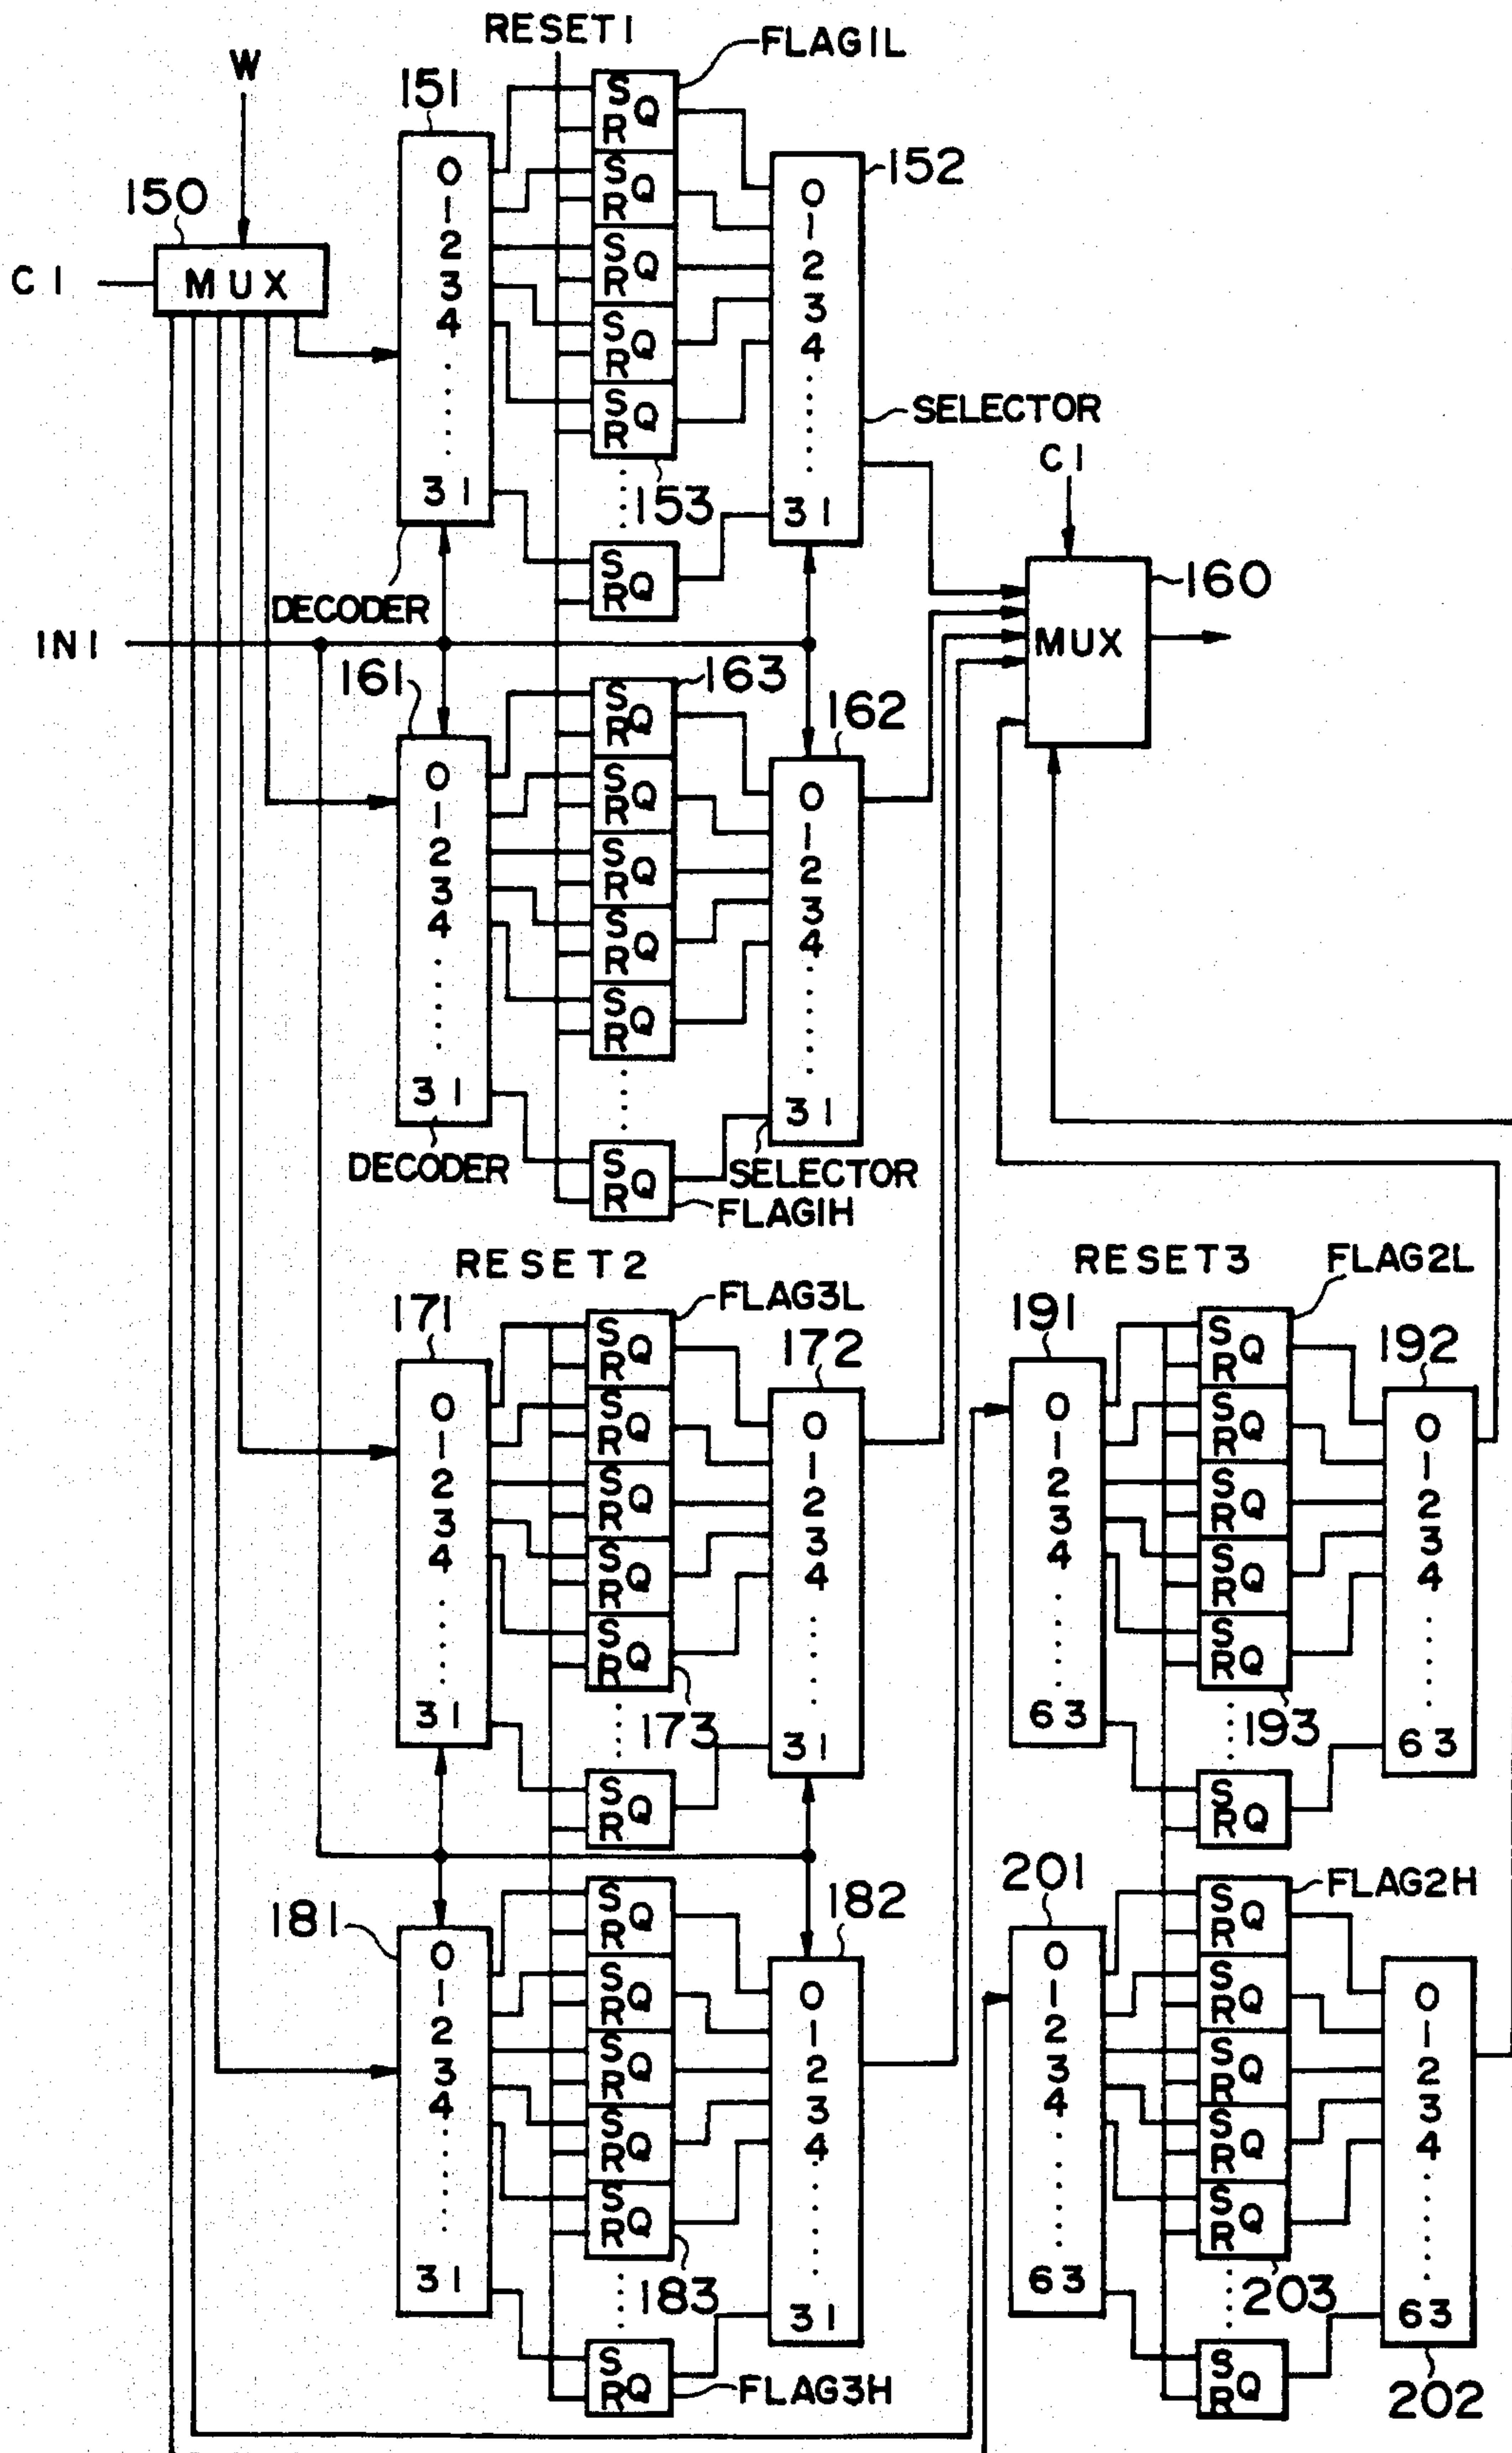 RESET1
FLAG1L
W
151
S Q
R
S Q
R
S Q
R
S Q
R
S Q
R
153
S Q
R
0
1
2
3
4
31
152
0
1
2
3
4
31
150
MUX
C1
SELECTOR
C1
160
MUX
DECODER
IN1
161
0
1
2
3
4
31
DECODER
163
S Q
R
S Q
R
S Q
R
S Q
R
S Q
R
S Q
R
162
0
1
2
3
4
31
SELECTOR
FLAG1H
RESET2
FLAG3L
171
0
1
2
3
4
31
S Q
R
S Q
R
S Q
R
S Q
R
S Q
R
173
S Q
R
172
0
1
2
3
4
31
RESET3
FLAG2L
191
0
1
2
3
4
63
S Q
R
S Q
R
S Q
R
S Q
R
S Q
R
193
S Q
R
192
0
1
2
3
4
63
181
0
1
2
3
4
31
S Q
R
S Q
R
S Q
R
S Q
R
S Q
R
183
S Q
R
FLAG3H
182
0
1
2
3
4
31
201
0
1
2
3
4
63
FLAG2H
S Q
R
S Q
R
S Q
R
S Q
R
S Q
R
203
S Q
R
0
1
2
3
4
63
202